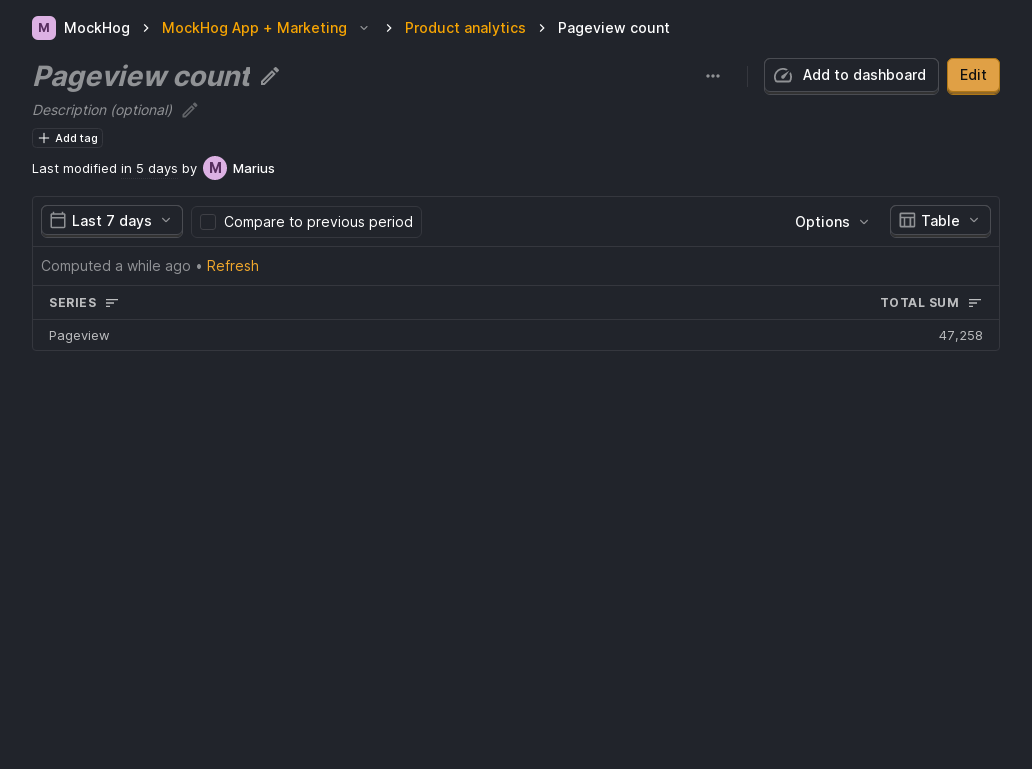 M MockHog MockHog App + Marketing Product analytics Pageview count
Pageview count
Add to dashboard Edit
Description (optional)
Add tag
Last modified in 5 days by M Marius
Last 7 days Compare to previous period Options Table
Computed a while ago • Refresh
SERIES TOTAL SUM
Pageview 47,258